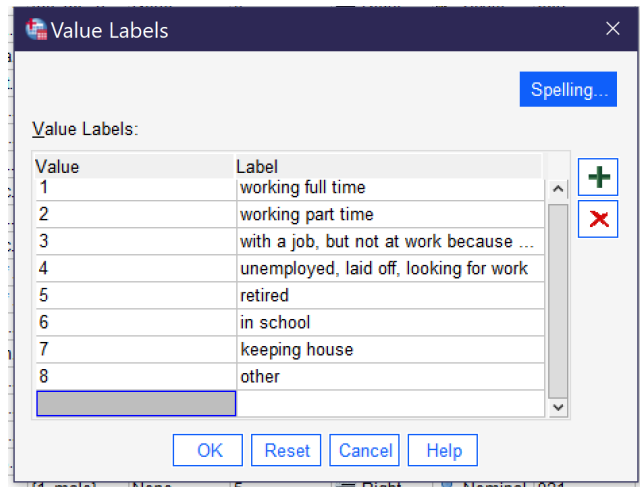 Value Labels
Spelling...
Value Labels:
Value Label
1 working full time
2 working part time
3 with a job, but not at work because ...
4 unemployed, laid off, looking for work
5 retired
6 in school
7 keeping house
8 other
OK Reset Cancel Help